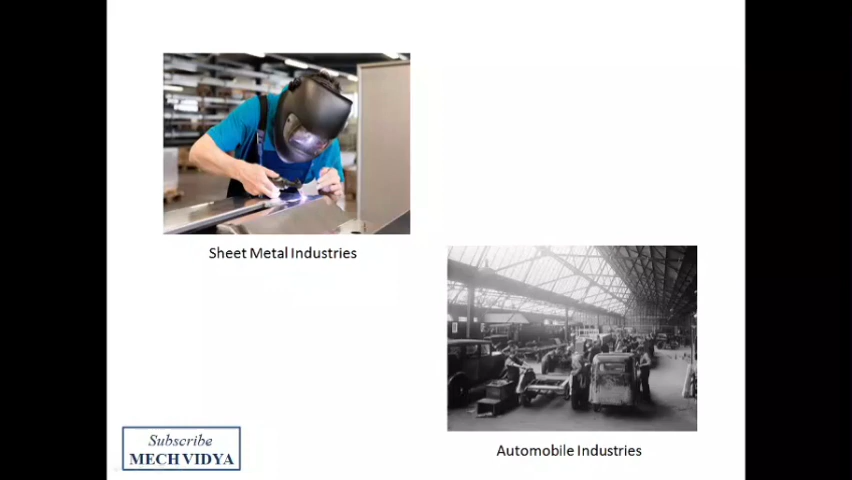 Sheet Metal Industries
Automobile Industries
Subscribe
MECH VIDYA